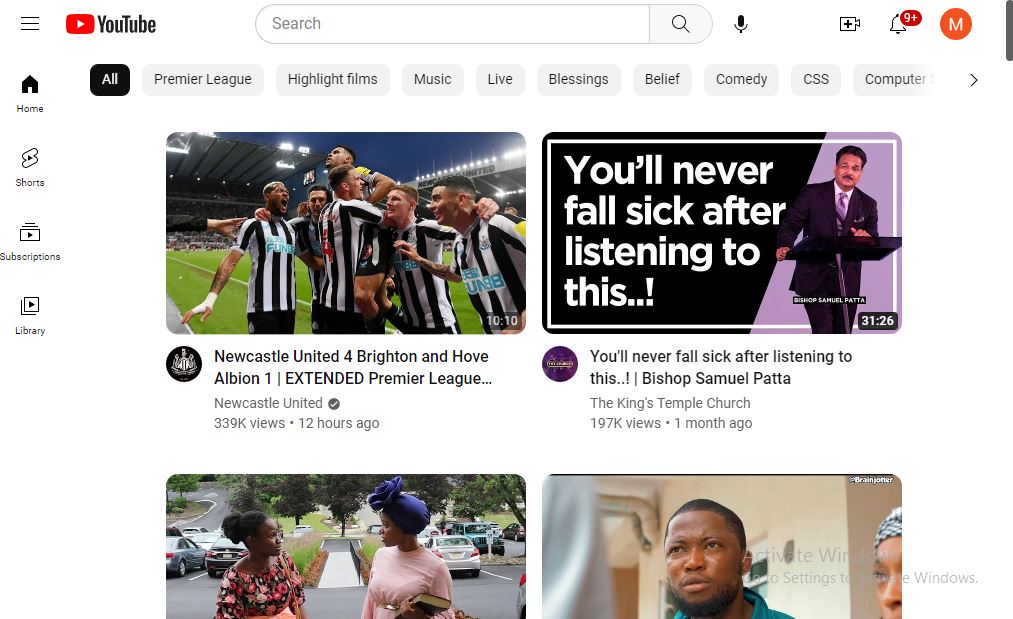 YouTube
Search
9+
M
All
Premier League
Highlight films
Music
Live
Blessings
Belief
Comedy
CSS
Computer S
Home
Shorts
Subscriptions
Library
NEWCASTLE UNITED
FUN88
FUN88
10:10
You'll never
fall sick after
listening to
this..!
BISHOP SAMUEL PATTA
31:26
Newcastle United 4 Brighton and Hove
Albion 1 | EXTENDED Premier League...
Newcastle United
339K views • 12 hours ago
You'll never fall sick after listening to
this..! | Bishop Samuel Patta
The King's Temple Church
197K views • 1 month ago
@Brainjotter
Activate Windows
Go to Settings to activate Windows.